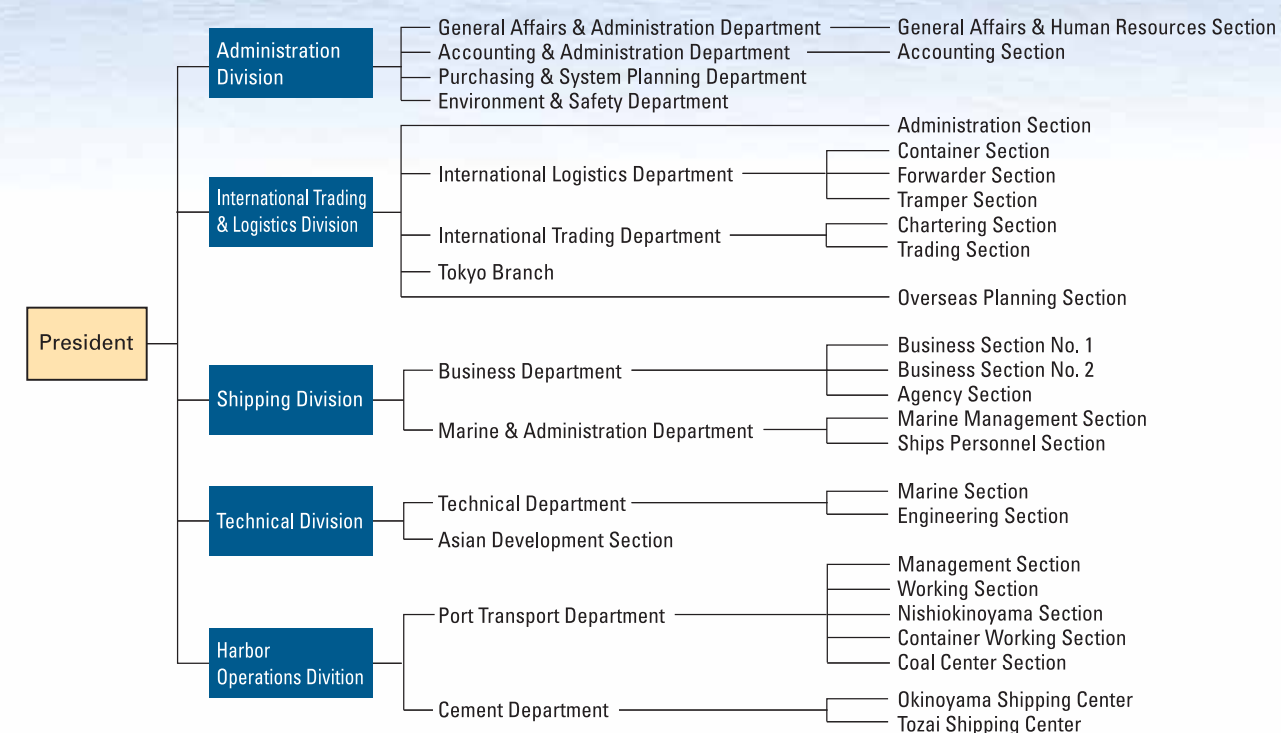 President
Administration
Division
General Affairs & Administration Department
General Affairs & Human Resources Section
Accounting & Administration Department
Accounting Section
Purchasing & System Planning Department
Environment & Safety Department
International Trading
& Logistics Division
Administration Section
International Logistics Department
Container Section
Forwarder Section
Tramper Section
International Trading Department
Chartering Section
Trading Section
Tokyo Branch
Overseas Planning Section
Shipping Division
Business Department
Business Section No. 1
Business Section No. 2
Agency Section
Marine & Administration Department
Marine Management Section
Ships Personnel Section
Technical Division
Technical Department
Marine Section
Engineering Section
Asian Development Section
Harbor
Operations Divition
Port Transport Department
Management Section
Working Section
Nishiokinoyama Section
Container Working Section
Coal Center Section
Cement Department
Okinoyama Shipping Center
Tozai Shipping Center